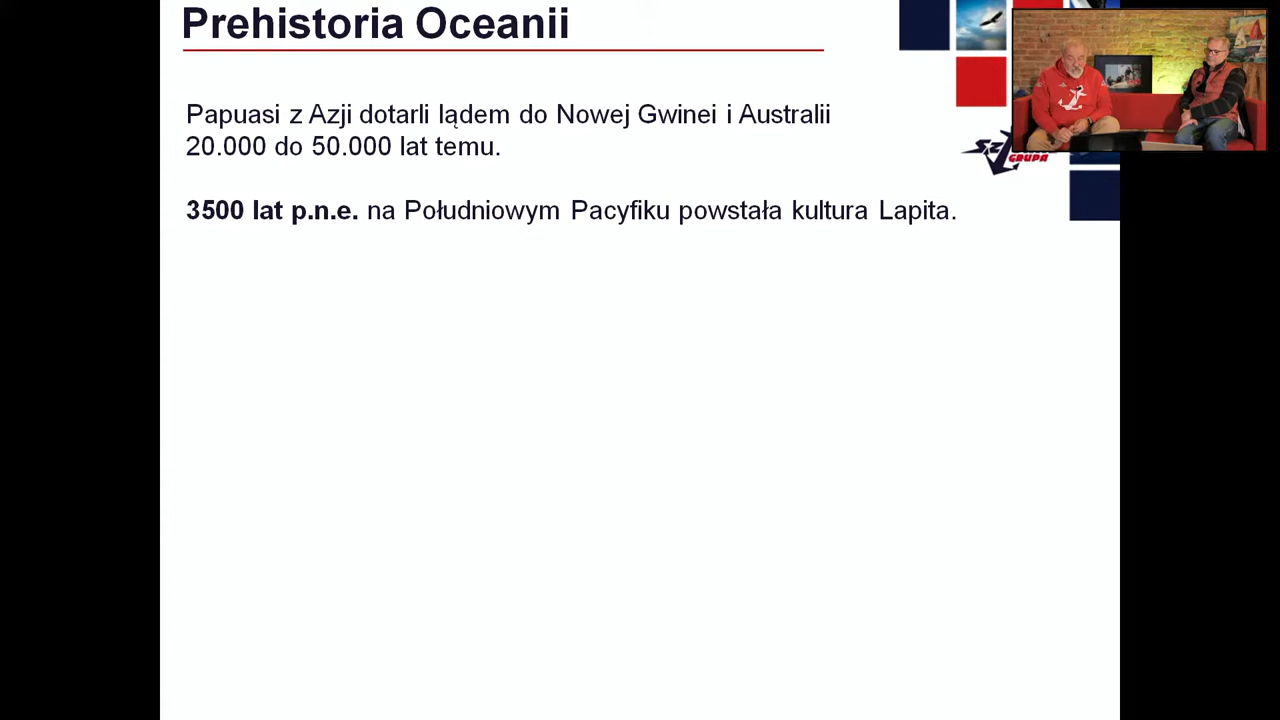 Prehistoria Oceanii
Papuasi z Azji dotarli lądem do Nowej Gwinei i Australii
20.000 do 50.000 lat temu.
3500 lat p.n.e. na Południowym Pacyfiku powstała kultura Lapita.
GRUPA